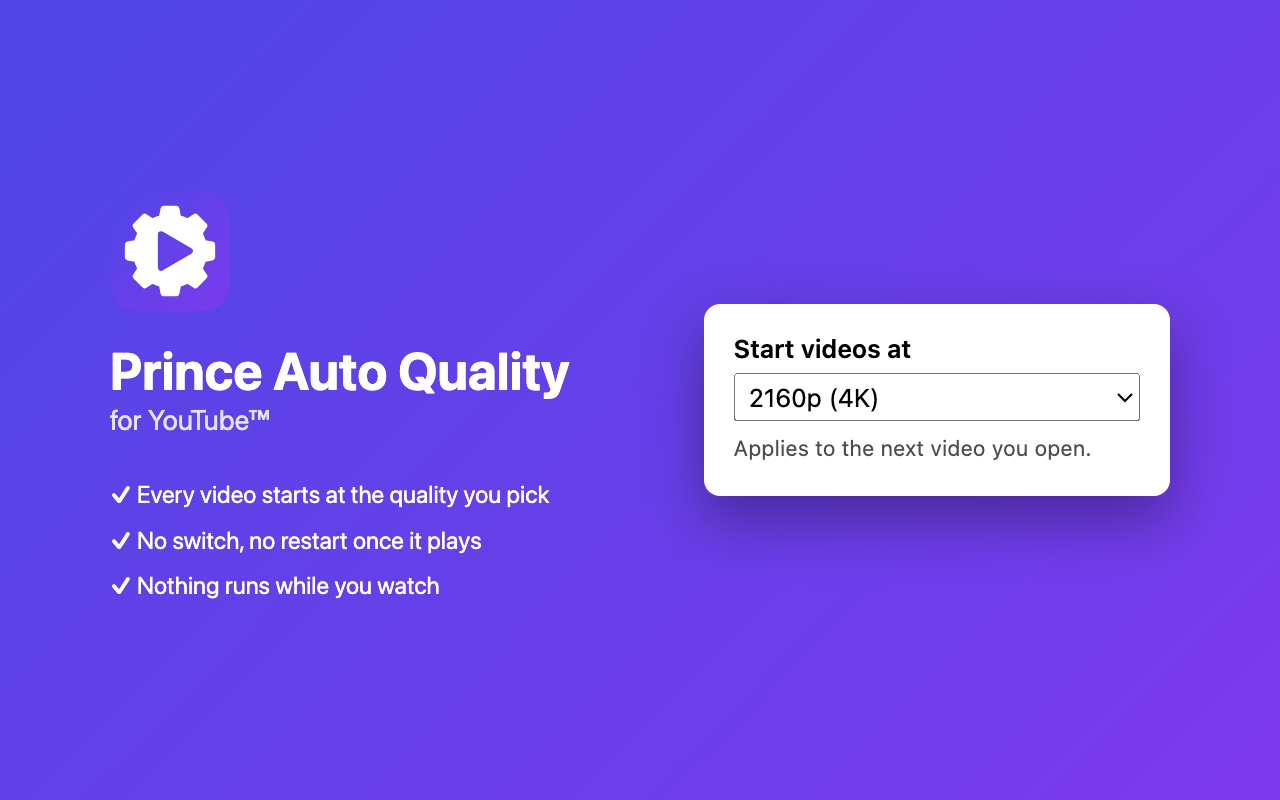 Prince Auto Quality
for YouTube™
✔ Every video starts at the quality you pick
✔ No switch, no restart once it plays
✔ Nothing runs while you watch
Start videos at
2160p (4K)
Applies to the next video you open.